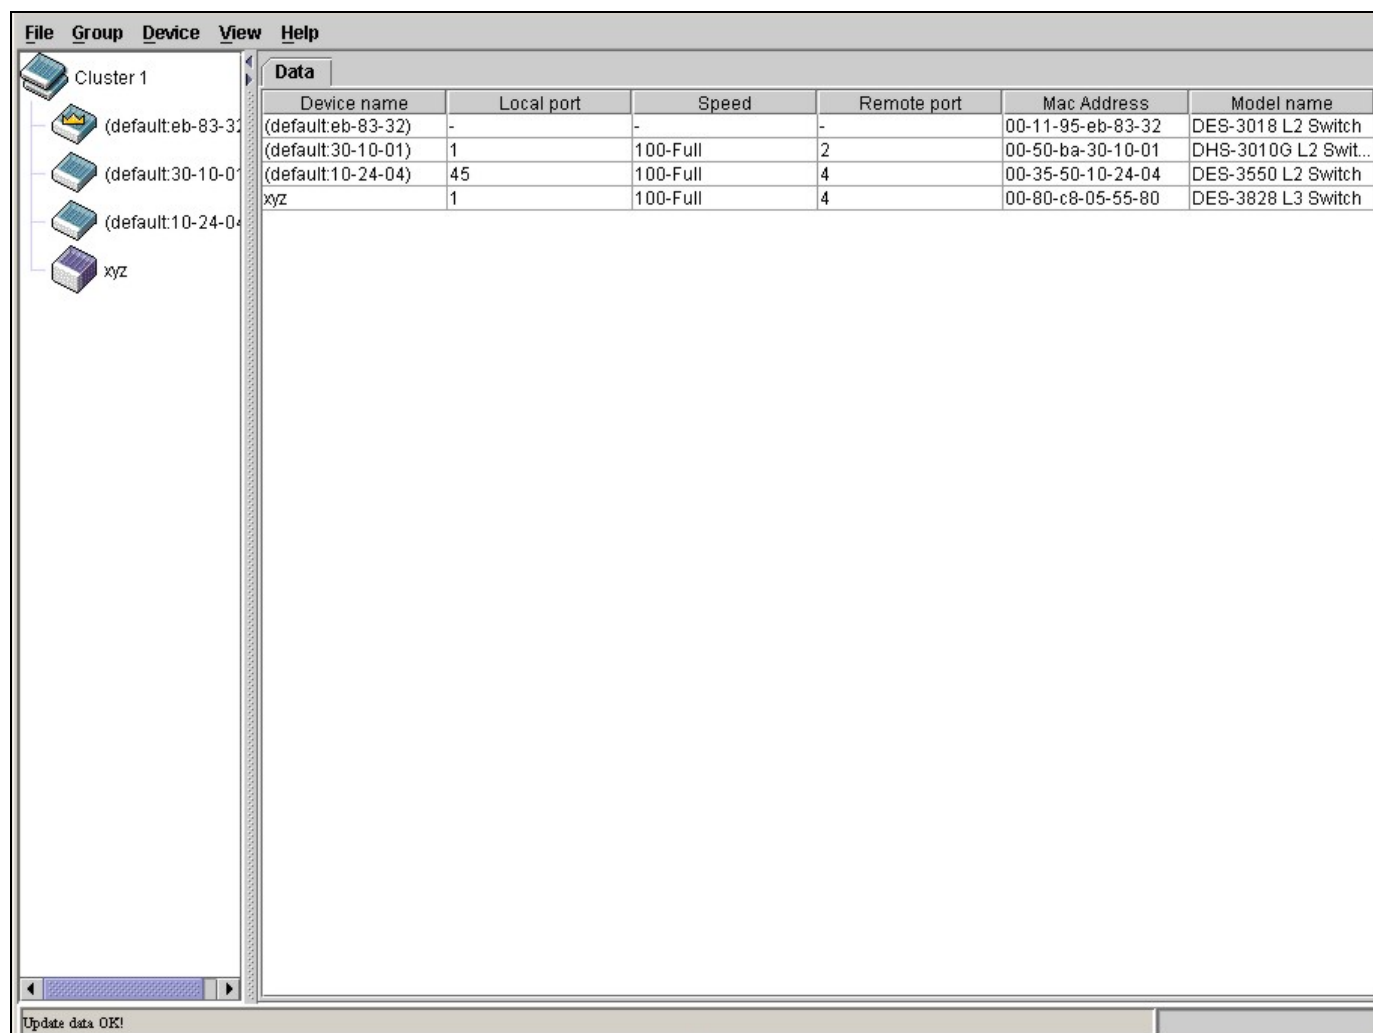 File Group Device View Help
Cluster 1
(default:eb-83-32
(default:30-10-01
(default:10-24-04
xyz
Data
Device name Local port Speed Remote port Mac Address Model name
(default:eb-83-32) - - - 00-11-95-eb-83-32 DES-3018 L2 Switch
(default:30-10-01) 1 100-Full 2 00-50-ba-30-10-01 DHS-3010G L2 Swit...
(default:10-24-04) 45 100-Full 4 00-35-50-10-24-04 DES-3550 L2 Switch
xyz 1 100-Full 4 00-80-c8-05-55-80 DES-3828 L3 Switch
Update data OK!